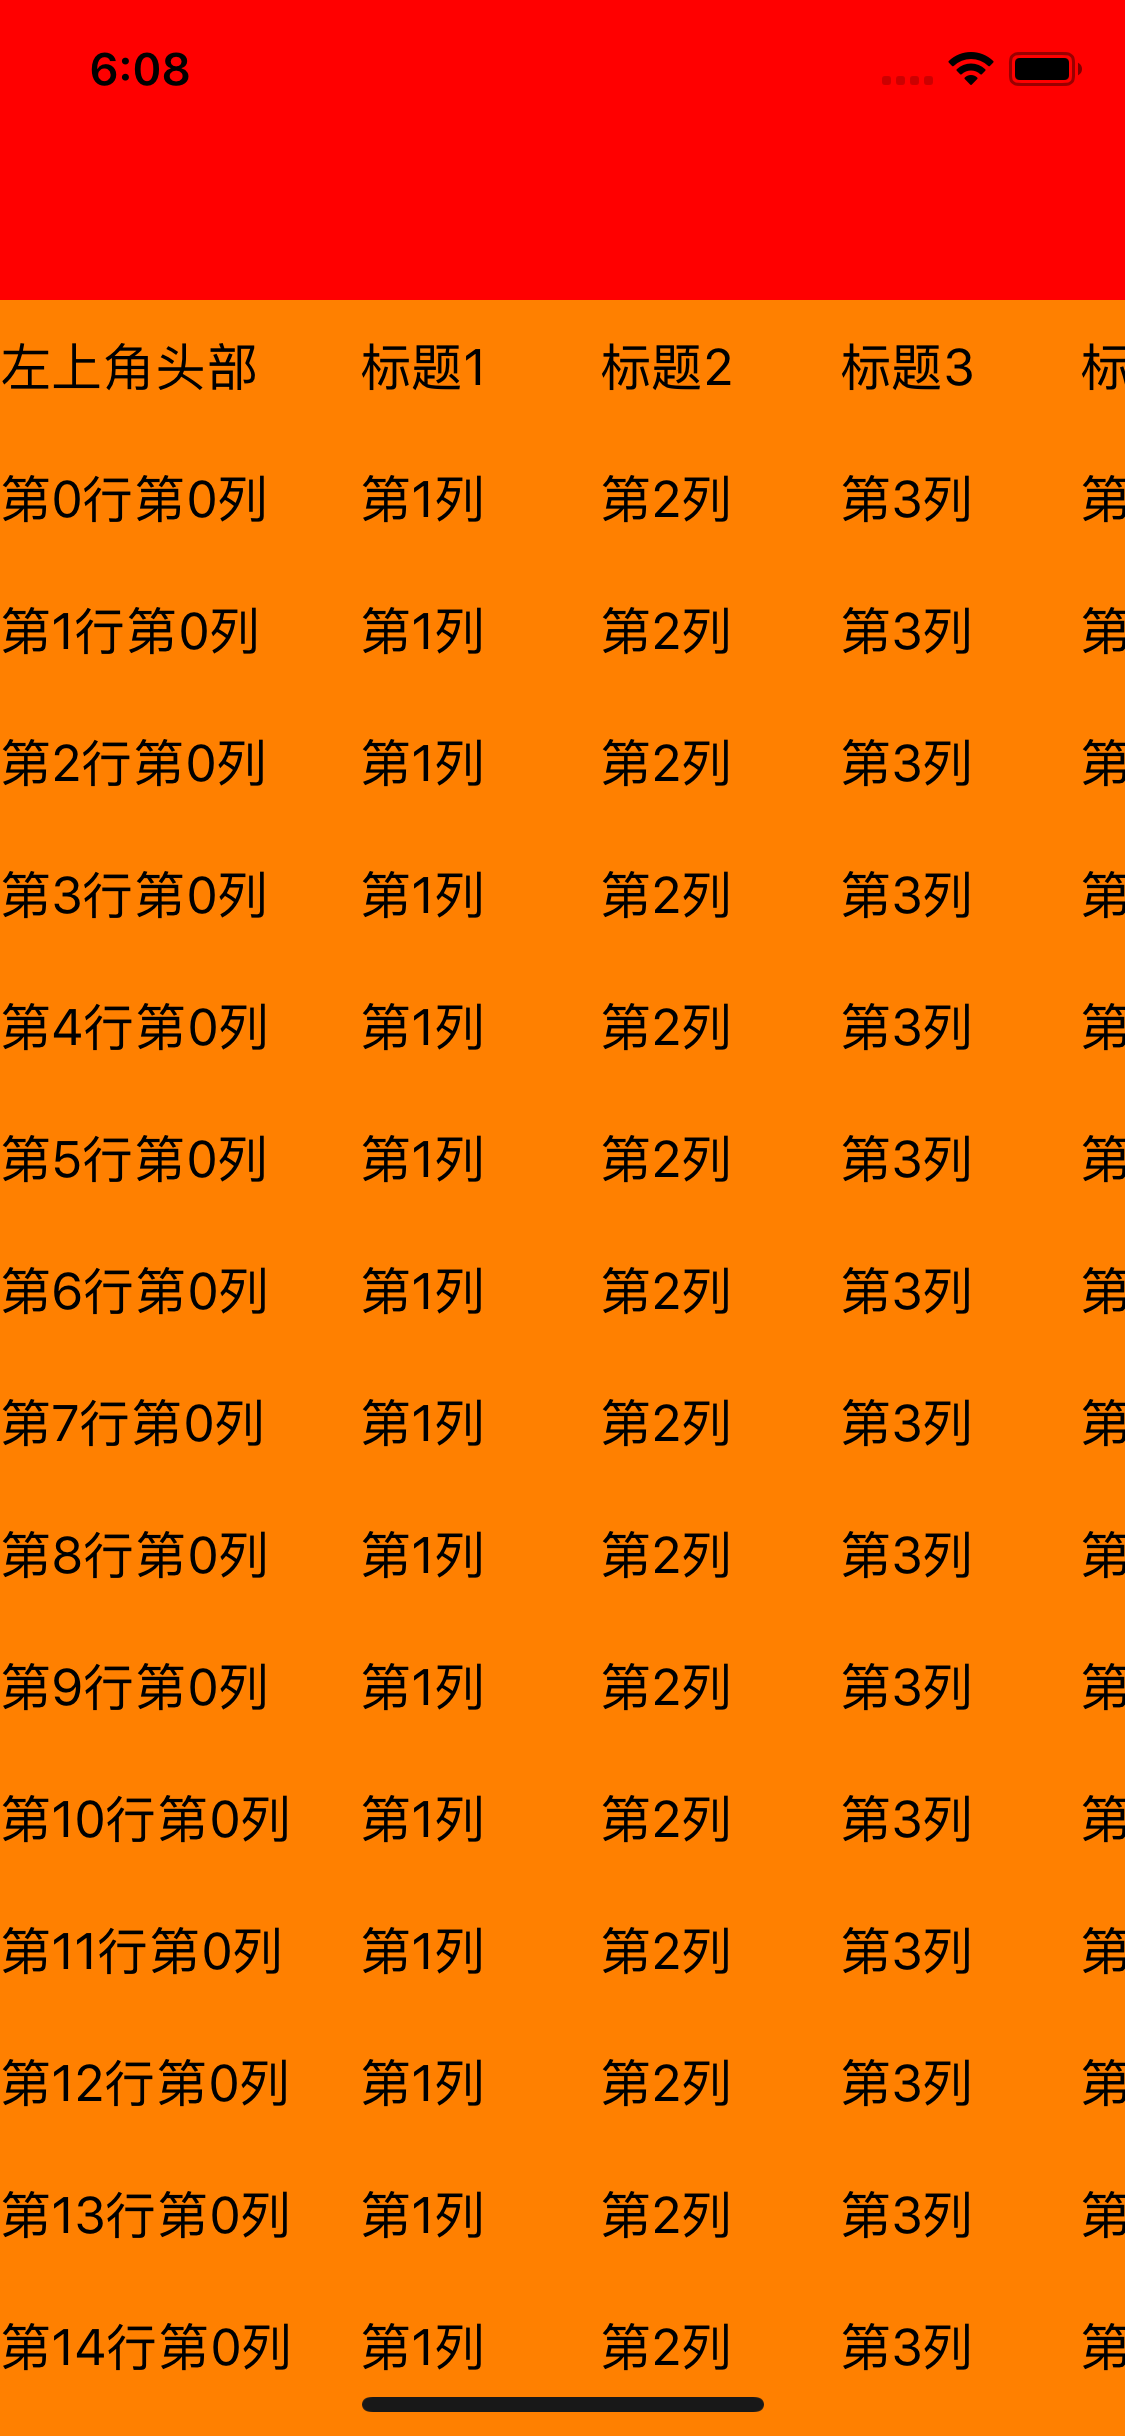 6:08
左上角头部 标题1 标题2 标题3 标
第0行第0列 第1列 第2列 第3列 第
第1行第0列 第1列 第2列 第3列 第
第2行第0列 第1列 第2列 第3列 第
第3行第0列 第1列 第2列 第3列 第
第4行第0列 第1列 第2列 第3列 第
第5行第0列 第1列 第2列 第3列 第
第6行第0列 第1列 第2列 第3列 第
第7行第0列 第1列 第2列 第3列 第
第8行第0列 第1列 第2列 第3列 第
第9行第0列 第1列 第2列 第3列 第
第10行第0列 第1列 第2列 第3列 第
第11行第0列 第1列 第2列 第3列 第
第12行第0列 第1列 第2列 第3列 第
第13行第0列 第1列 第2列 第3列 第
第14行第0列 第1列 第2列 第3列 第